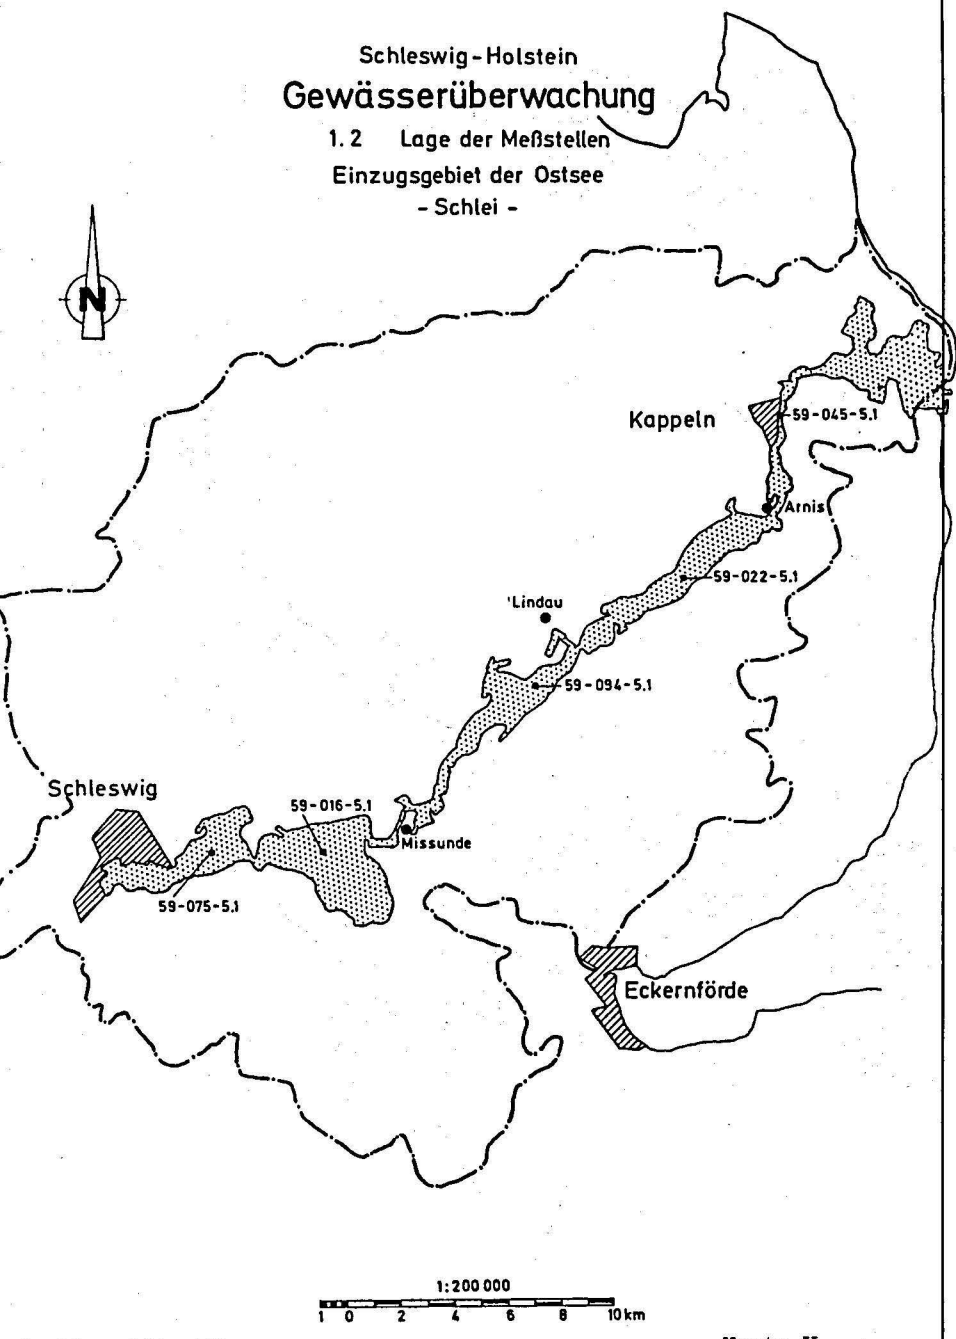 Schleswig-Holstein
Gewässerüberwachung
1.2 Lage der Meßstellen
Einzugsgebiet der Ostsee
- Schlei -
N
Kappeln
59-045-5.1
Arnis
59-022-5.1
Lindau
59-094-5.1
Schleswig
59-016-5.1
Missunde
59-075-5.1
Eckernförde
1:200 000
1 0 2 4 6 8 10 km